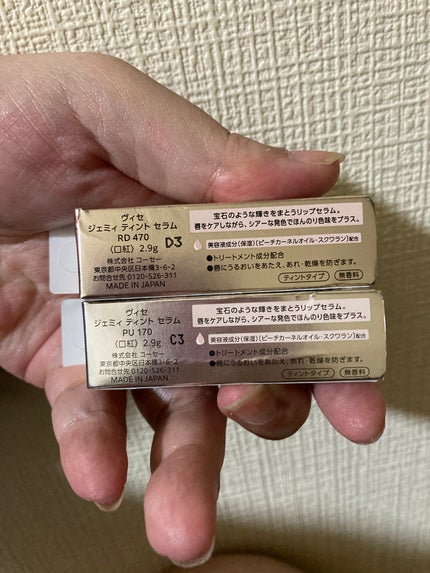 ヴィセ
ジェミィ ティント セラム
RD 470
〈口紅〉 2.9g D3
株式会社 コーセー
東京都中央区日本橋3-6-2
お問合せ先 0120-526-311
MADE IN JAPAN
宝石のような輝きをまとうリップセラム。
唇をケアしながら、シアーな発色でほんのり色味をプラス。
美容液成分(保湿)[ピーチカーネルオイル・スクワラン]配合
●トリートメント成分配合
●唇にうるおいをあたえ、あれ・乾燥を防ぎます。
ティントタイプ 無香料
ヴィセ
ジェミィ ティント セラム
PU 170
〈口紅〉 2.9g C3
株式会社 コーセー
東京都中央区日本橋3-6-2
お問合せ先 0120-526-311
MADE IN JAPAN
宝石のような輝きをまとうリップセラム。
唇をケアしながら、シアーな発色でほんのり色味をプラス。
美容液成分(保湿)[ピーチカーネルオイル・スクワラン]配合
●トリートメント成分配合
●唇にうるおいをあたえ、あれ・乾燥を防ぎます。
ティントタイプ 無香料